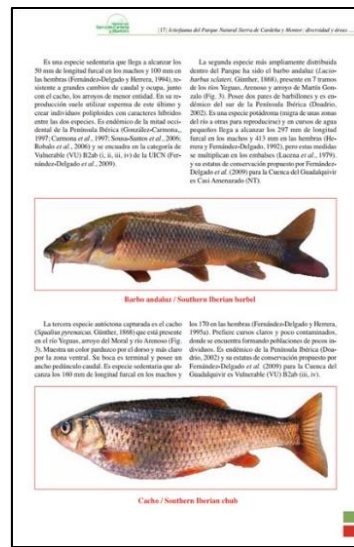 [17] Ictiofauna del Parque Natural Sierra de Cardeña y Montoro: diversidad y áreas ...
Es una especie sedentaria que llega a alcanzar los
50 mm de longitud furcal en los machos y 100 mm en
las hembras (Fernández-Delgado y Herrera, 1994), re-
sistente a grandes cambios de caudal y ocupa, junto
con el cacho, los arroyos de menor entidad. En su re-
producción suele utilizar esperma de este último y
crear individuos poliploides con caracteres híbridos
entre las dos especies. Es endémico de la mitad occi-
dental de la Península Ibérica (González-Carmona,,
1997; Carmona et al., 1997; Sousa-Santos et al., 2006;
Robalo et al., 2006) y se encuadra en la categoría de
Vulnerable (VU) B2ab (i, ii, iii, iv) de la UICN (Fer-
nández-Delgado et al., 2009).
La segunda especie más ampliamente distribuida
dentro del Parque ha sido el barbo andaluz (Lucio-
barbus sclateri, Günther, 1868), presente en 7 tramos
de los ríos Yeguas, Arenoso y arroyo de Martín Gon-
zalo (Fig. 3). Posee dos pares de barbillones y es en-
démico del sur de la Península Ibérica (Doadrio,
2002). Es una especie potádroma (migra de unas zonas
del río a otras para reproducirse) y en cursos de agua
pequeños llega a alcanzar los 297 mm de longitud
furcal en los machos y 413 mm en las hembras (He-
rrera y Fernández-Delgado, 1992), pero estas medidas
se multiplican en los embalses (Lucena et al., 1979).
y su estatus de conservación propuesto por Fernández-
Delgado et al. (2009) para la Cuenca del Guadalquivir
es Casi Amenazado (NT).
Barbo andaluz / Southern Iberian barbel
La tercera especie autóctona capturada es el cacho
(Squalius pyrenaicus, Günther, 1868) que está presente
en el río Yeguas, arroyo del Moral y río Arenoso (Fig.
3). Muestra un color parduzco por el dorso y más claro
por la zona ventral. Su boca es terminal y posee un
ancho pedúnculo caudal. Es especie sedentaria que al-
canza los 160 mm de longitud furcal en los machos y
los 170 en las hembras (Fernández-Delgado y Herrera,
1995a). Prefiere cursos claros y poco contaminados,
donde se encuentra formando poblaciones de pocos in-
dividuos. Es endémico de la Península Ibérica (Doa-
drio, 2002) y su estatus de conservación propuesto por
Fernández-Delgado et al. (2009) para la Cuenca del
Guadalquivir es Vulnerable (VU) B2ab (iii, iv).
Cacho / Southern Iberian chub